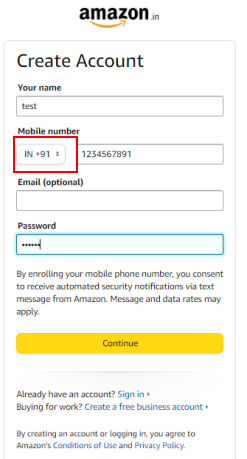 amazon.in
Create Account
Your name
test
Mobile number
IN +91 1234567891
Email (optional)
Password
••••••
By enrolling your mobile phone number, you consent
to receive automated security notifications via text
message from Amazon. Message and data rates may
apply.
Continue
Already have an account? Sign in
Buying for work? Create a free business account
By creating an account or logging in, you agree to
Amazon's Conditions of Use and Privacy Policy.